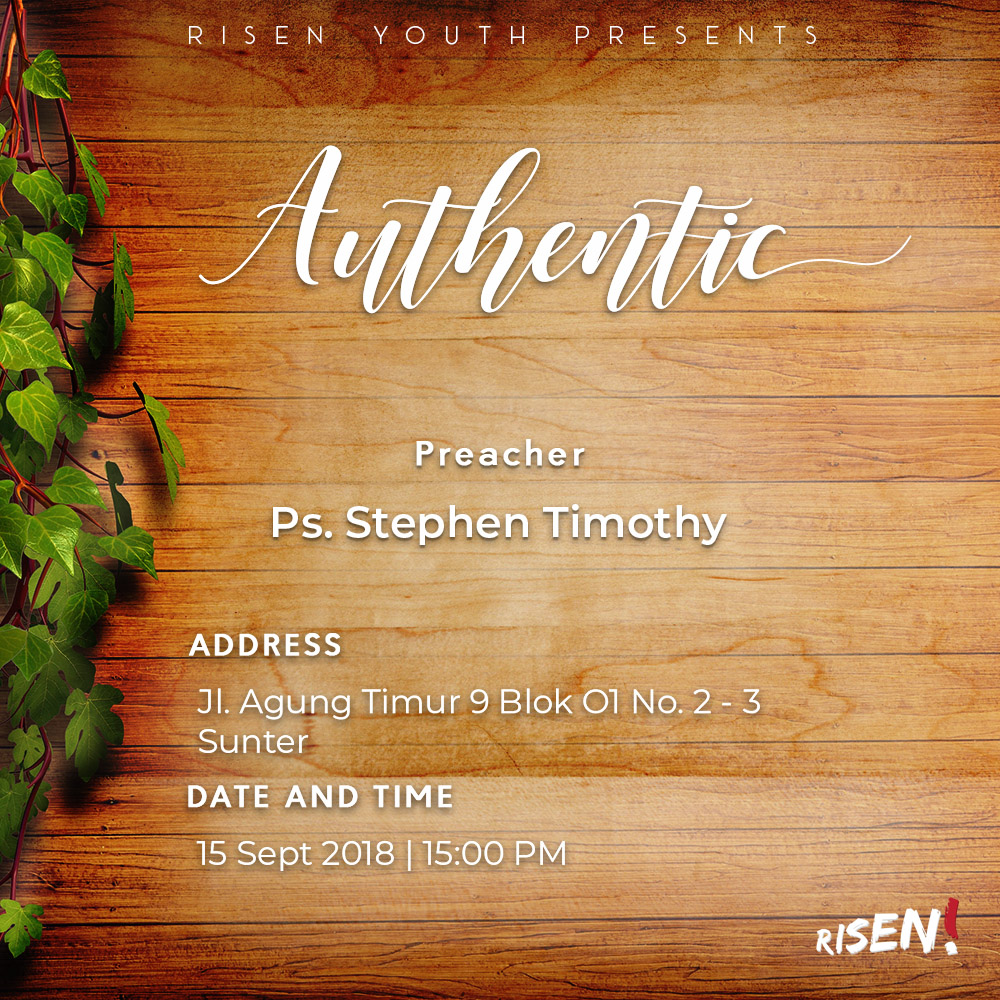 RISEN YOUTH PRESENTS
Authentic
Preacher
Ps. Stephen Timothy
ADDRESS
Jl. Agung Timur 9 Blok O1 No. 2 - 3
Sunter
DATE AND TIME
15 Sept 2018 | 15:00 PM
RISEN!